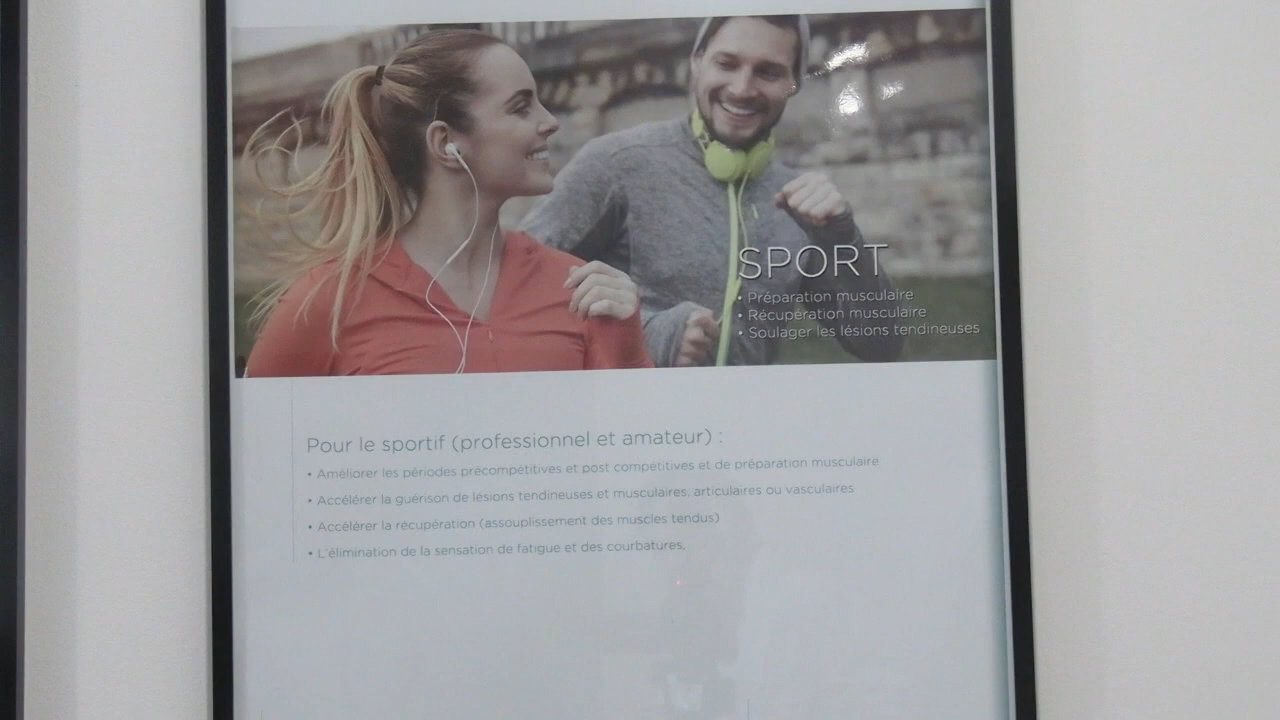 SPORT
• Préparation musculaire
• Récupération musculaire
• Soulager les lésions tendineuses
Pour le sportif (professionnel et amateur) :
• Améliorer les périodes précompétitives et post compétitives et de préparation musculaire
• Accélérer la guérison de lésions tendineuses et musculaires, articulaires ou vasculaires
• Accélérer la récupération (assouplissement des muscles tendus)
• L'élimination de la sensation de fatigue et des courbatures.